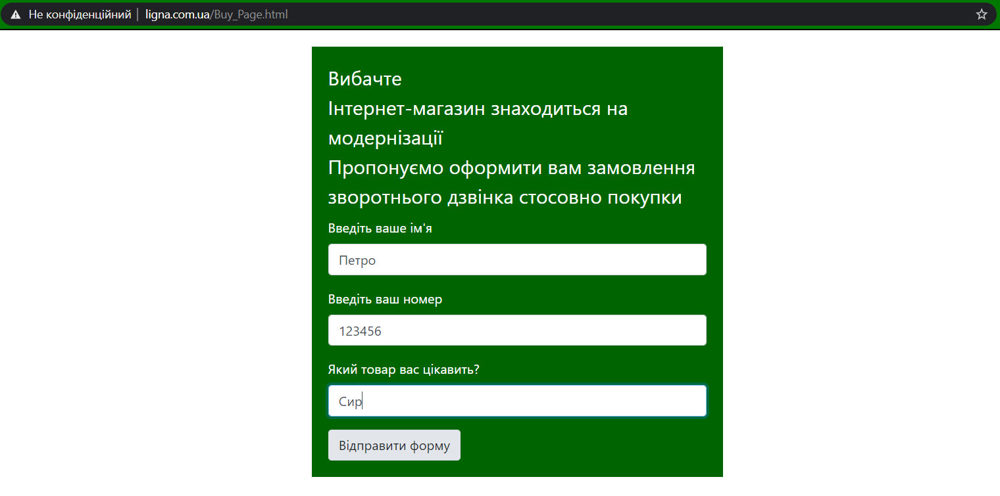 Не конфіденційний | ligna.com.ua/Buy_Page.html
Вибачте
Інтернет-магазин знаходиться на
модернізації
Пропонуємо оформити вам замовлення
зворотнього дзвінка стосовно покупки
Введіть ваше ім'я
Петро
Введіть ваш номер
123456
Який товар вас цікавить?
Сир
Відправити форму